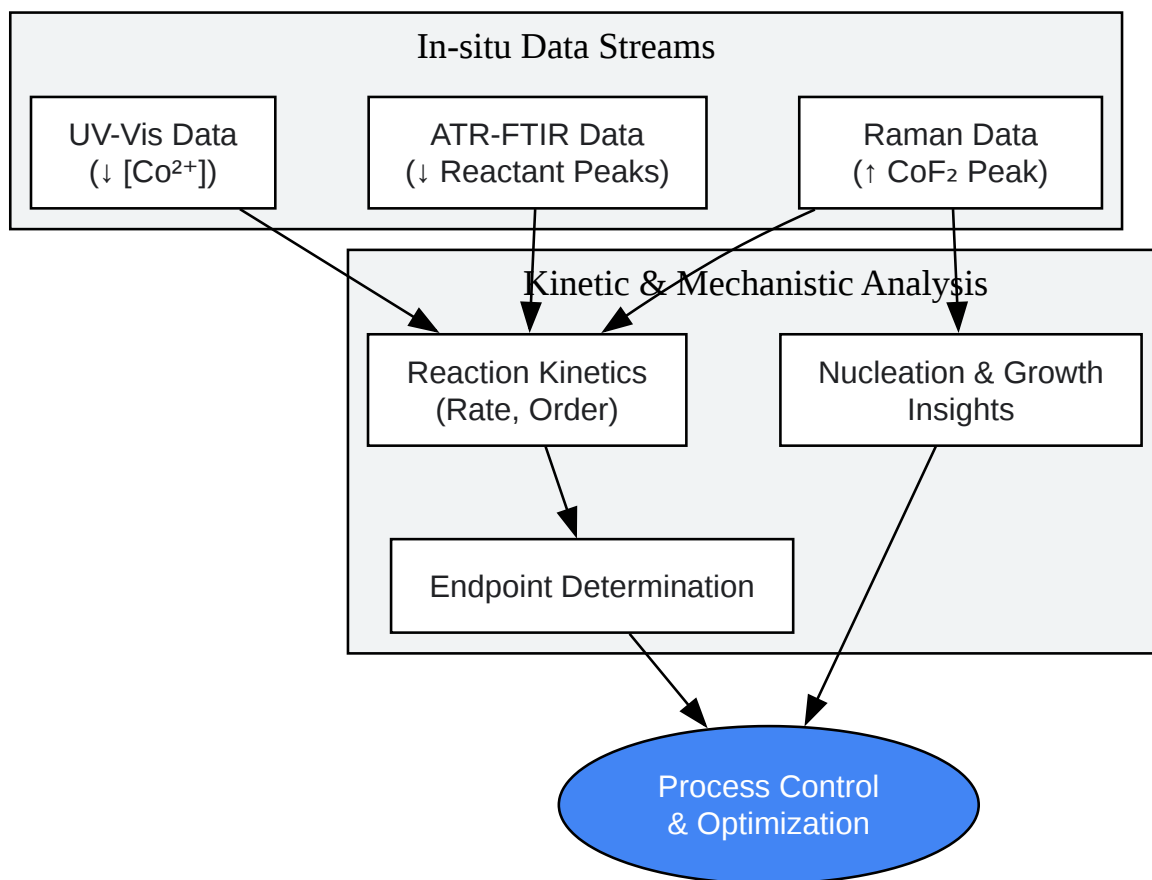 In-situ Data Streams
UV-Vis Data
(↓ [Co²⁺])
ATR-FTIR Data
(↓ Reactant Peaks)
Raman Data
(↑ CoF₂ Peak)
Kinetic & Mechanistic Analysis
Reaction Kinetics
(Rate, Order)
Nucleation & Growth
Insights
Endpoint Determination
Process Control
& Optimization